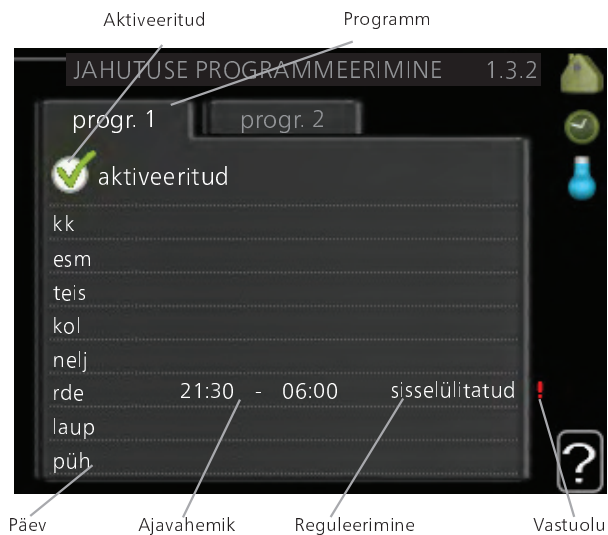 Aktiveeritud Programm
JAHUTUSE PROGRAMMEERIMINE 1.3.2
progr. 1 progr. 2
aktiveeritud
kk
esm
teis
kol
nelj
rde 21:30 - 06:00 sisselülitatud !
laup
püh
?
Päev Ajavahemik Reguleerimine Vastuolu